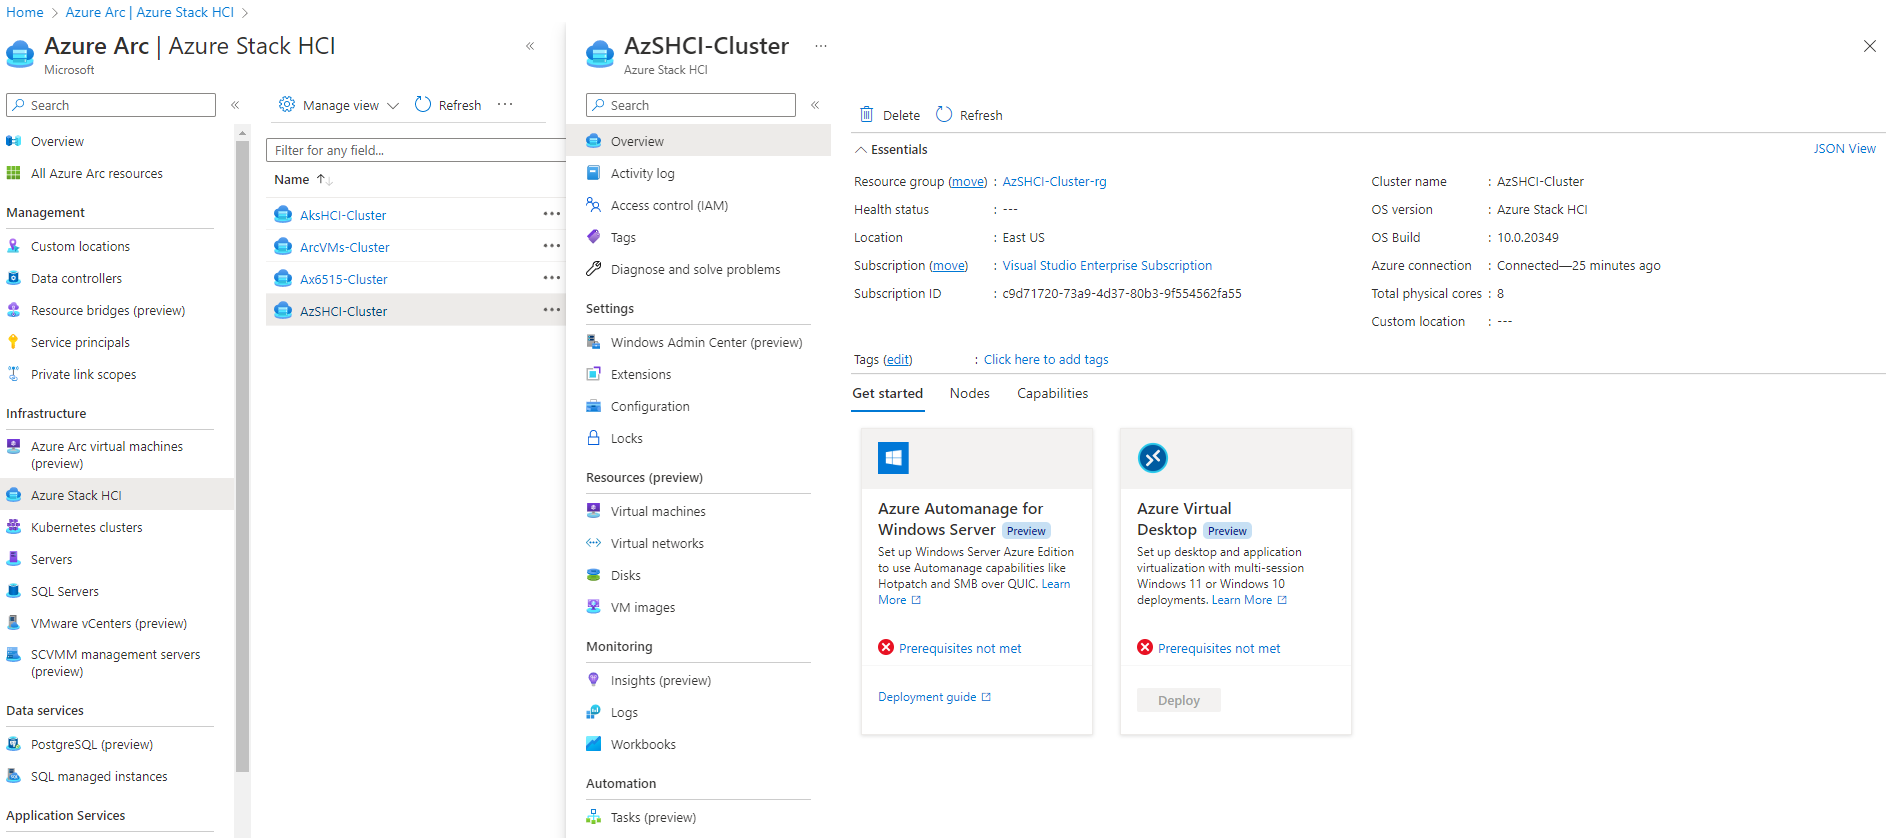 Home > Azure Arc | Azure Stack HCI >
Azure Arc | Azure Stack HCI
Microsoft
Search
Overview
All Azure Arc resources
Management
Custom locations
Data controllers
Resource bridges (preview)
Service principals
Private link scopes
Infrastructure
Azure Arc virtual machines
(preview)
Azure Stack HCI
Kubernetes clusters
Servers
SQL Servers
VMware vCenters (preview)
SCVMM management servers
(preview)
Data services
PostgreSQL (preview)
SQL managed instances
Application Services
Manage view Refresh ...
Filter for any field...
Name
AksHCI-Cluster
ArcVMs-Cluster
Ax6515-Cluster
AzSHCI-Cluster
AzSHCI-Cluster ...
Azure Stack HCI
Search
Overview
Activity log
Access control (IAM)
Tags
Diagnose and solve problems
Settings
Windows Admin Center (preview)
Extensions
Configuration
Locks
Resources (preview)
Virtual machines
Virtual networks
Disks
VM images
Monitoring
Insights (preview)
Logs
Workbooks
Automation
Tasks (preview)
Delete Refresh
Essentials JSON View
Resource group (move) : AzSHCI-Cluster-rg
Health status : ---
Location : East US
Subscription (move) : Visual Studio Enterprise Subscription
Subscription ID : c9d71720-73a9-4d37-80b3-9f554562fa55
Cluster name : AzSHCI-Cluster
OS version : Azure Stack HCI
OS Build : 10.0.20349
Azure connection : Connected—25 minutes ago
Total physical cores : 8
Custom location : ---
Tags (edit) : Click here to add tags
Get started Nodes Capabilities
Azure Automanage for
Windows Server Preview
Set up Windows Server Azure Edition
to use Automanage capabilities like
Hotpatch and SMB over QUIC. Learn
More
Prerequisites not met
Deployment guide
Azure Virtual
Desktop Preview
Set up desktop and application
virtualization with multi-session
Windows 11 or Windows 10
deployments. Learn More
Prerequisites not met
Deploy